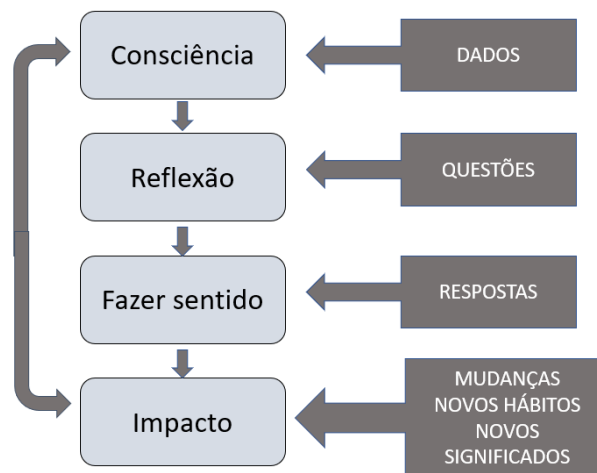 Consciência
DADOS
Reflexão
QUESTÕES
Fazer sentido
RESPOSTAS
Impacto
MUDANÇAS
NOVOS HÁBITOS
NOVOS
SIGNIFICADOS